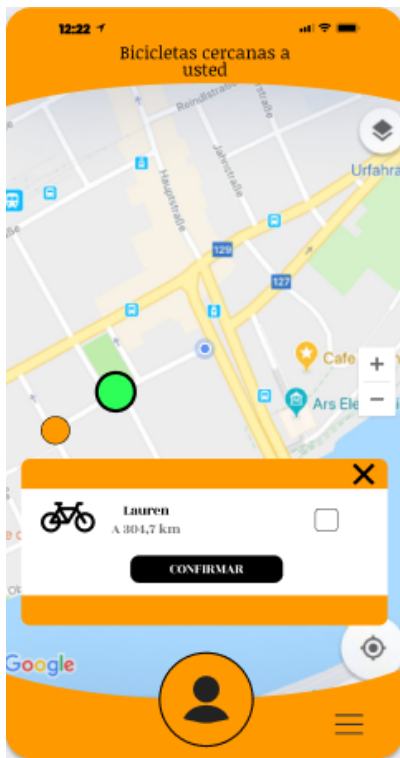 12:22
Bicicletas cercanas a
usted
Reindlstraße
Hauptstraße
Jahnstraße
Urfahra
129
127
Cafe
+
Ars Ele
−
Lauren
A 304,7 km
CONFIRMAR
Google